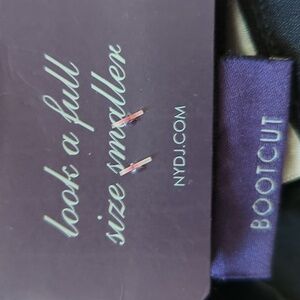 look a full
size smaller
NYDJ.COM
BOOTCUT